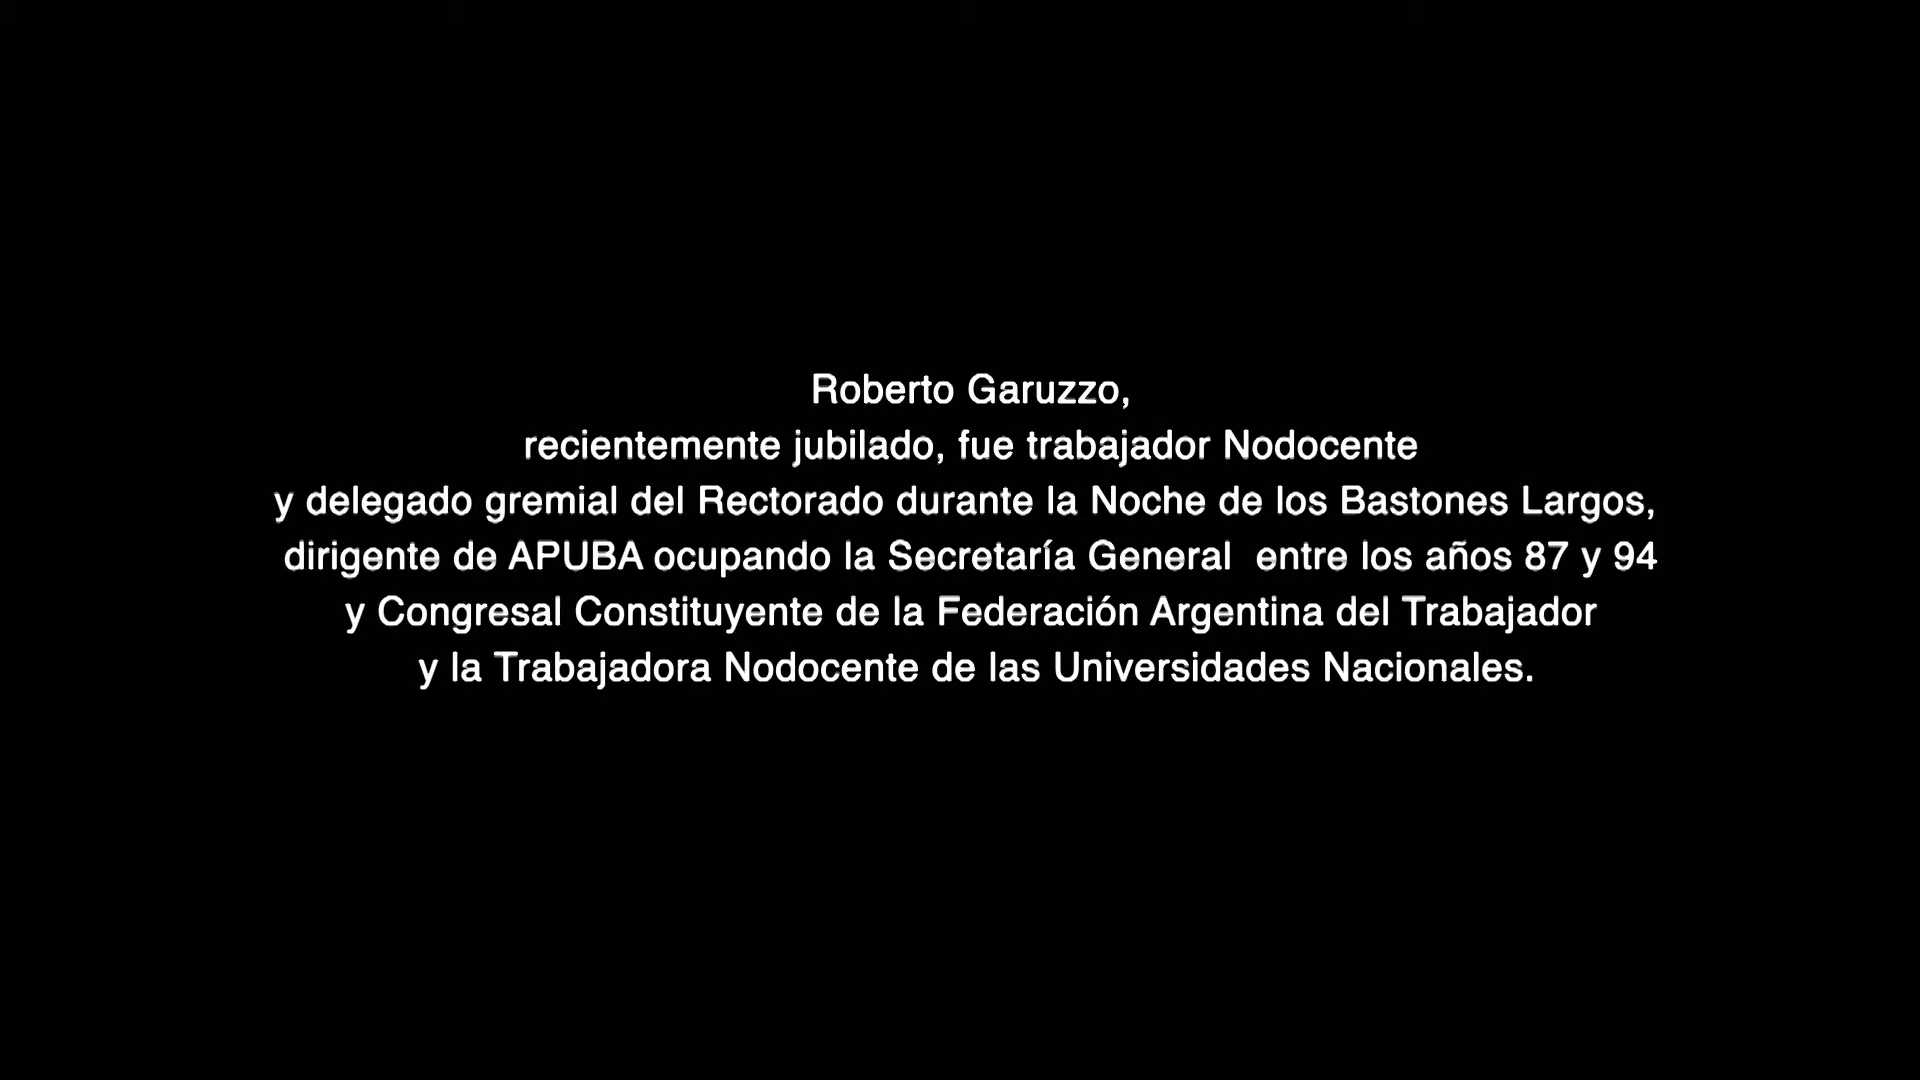 Roberto Garuzzo,
recientemente jubilado, fue trabajador Nodocente
y delegado gremial del Rectorado durante la Noche de los Bastones Largos,
dirigente de APUBA ocupando la Secretaría General  entre los años 87 y 94
y Congresal Constituyente de la Federación Argentina del Trabajador
y la Trabajadora Nodocente de las Universidades Nacionales.